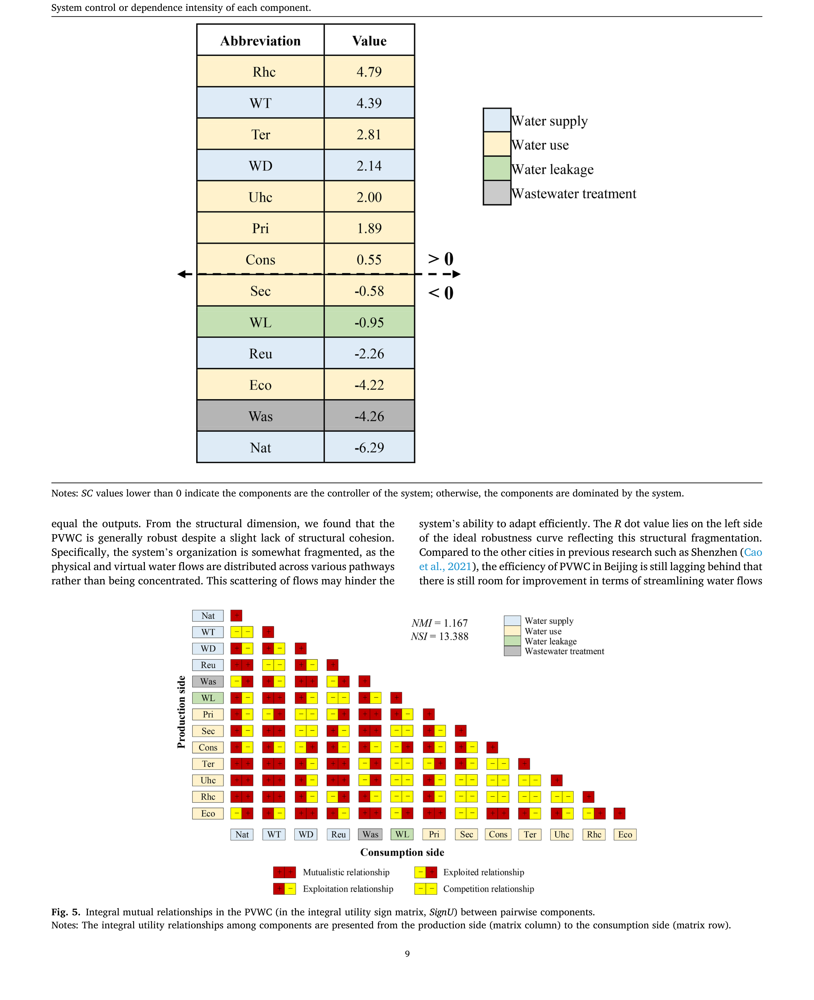 System control or dependence intensity of each component.
Abbreviation Value
Rhc 4.79
WT 4.39
Ter 2.81
WD 2.14
Uhc 2.00
Pri 1.89
Cons 0.55
Sec -0.58
WL -0.95
Reu -2.26
Eco -4.22
Was -4.26
Nat -6.29
> 0
< 0
Water supply
Water use
Water leakage
Wastewater treatment
Notes: SC values lower than 0 indicate the components are the controller of the system; otherwise, the components are dominated by the system.
equal the outputs. From the structural dimension, we found that the
PVWC is generally robust despite a slight lack of structural cohesion.
Specifically, the system's organization is somewhat fragmented, as the
physical and virtual water flows are distributed across various pathways
rather than being concentrated. This scattering of flows may hinder the
system's ability to adapt efficiently. The R dot value lies on the left side
of the ideal robustness curve reflecting this structural fragmentation.
Compared to the other cities in previous research such as Shenzhen (Cao
et al., 2021), the efficiency of PVWC in Beijing is still lagging behind that
there is still room for improvement in terms of streamlining water flows
Production side
Nat +
WT − − +
WD + − + − +
Reu + + − − + − +
Was − + + − + + − + +
WL + − + + + − − − + − +
Pri + − − + − − − + + + + − +
Sec + − + + − − + − + + − − + − +
Cons + − + − − + + − + − − + + − + − +
Ter + + + + + − + + − + − − − + + − − − +
Uhc + + + + + − + + − + − − + − − − − − − − +
Rhc + + + + + − − + + − − − + − − − − − − − − − +
Eco − + + − + + + − + + − + + + − − + + + − + − − + +
Nat WT WD Reu Was WL Pri Sec Cons Ter Uhc Rhc Eco
Consumption side
NMI = 1.167
NSI = 13.388
Water supply
Water use
Water leakage
Wastewater treatment
+ + Mutualistic relationship
− + Exploited relationship
+ − Exploitation relationship
− − Competition relationship
Fig. 5. Integral mutual relationships in the PVWC (in the integral utility sign matrix, SignU) between pairwise components.
Notes: The integral utility relationships among components are presented from the production side (matrix column) to the consumption side (matrix row).
9